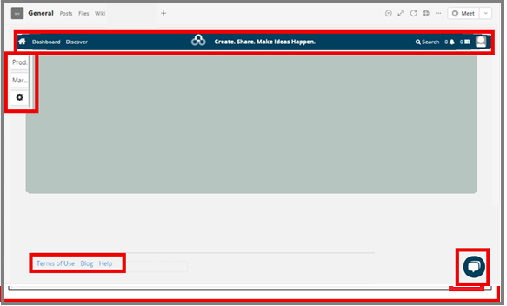 General Posts Files Wiki + Meet
Dashboard Discover Create. Share. Make Ideas Happen. Search 0 0
Prod...
Mar...
Terms of Use Blog Help